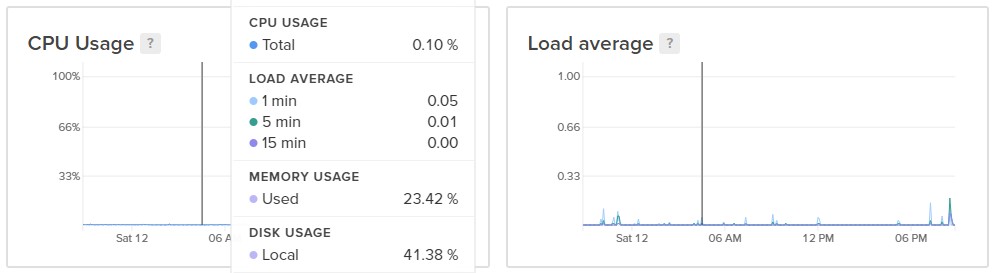 CPU Usage ?
100%
66%
33%
Sat 12 06 A
CPU USAGE
Total 0.10 %
LOAD AVERAGE
1 min 0.05
5 min 0.01
15 min 0.00
MEMORY USAGE
Used 23.42 %
DISK USAGE
Local 41.38 %
Load average ?
1.00
0.66
0.33
Sat 12 06 AM 12 PM 06 PM